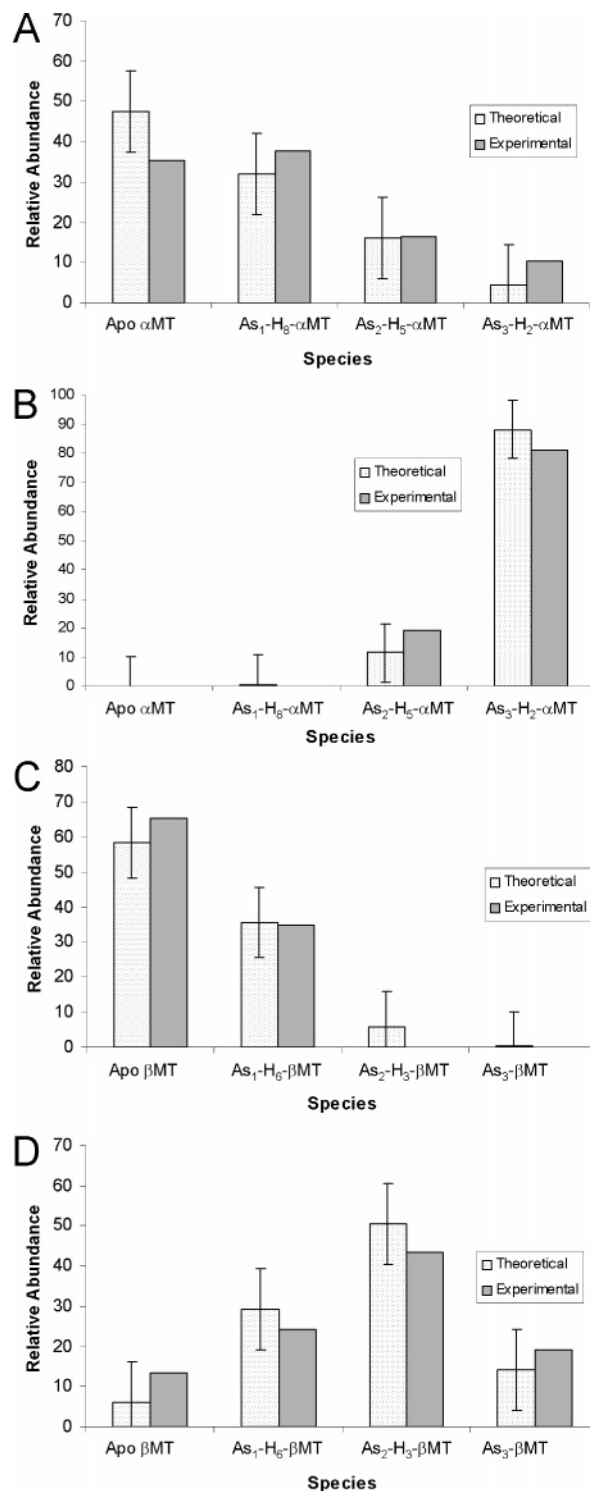 A
70
60
50
40
30
20
10
0
Relative Abundance
Theoretical
Experimental
Apo αMT As₁-H₈-αMT As₂-H₅-αMT As₃-H₂-αMT
Species
B
100
90
80
70
60
50
40
30
20
10
0
Relative Abundance
Theoretical
Experimental
Apo αMT As₁-H₈-αMT As₂-H₅-αMT As₃-H₂-αMT
Species
C
80
70
60
50
40
30
20
10
0
Relative Abundance
Theoretical
Experimental
Apo βMT As₁-H₆-βMT As₂-H₃-βMT As₃-βMT
Species
D
70
60
50
40
30
20
10
0
Relative Abundance
Theoretical
Experimental
Apo βMT As₁-H₆-βMT As₂-H₃-βMT As₃-βMT
Species